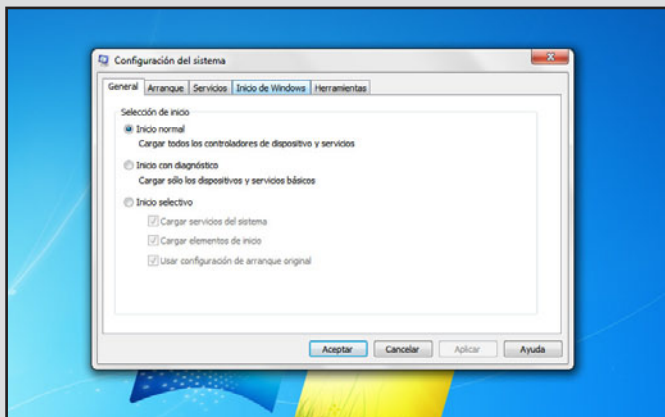 Configuración del sistema
General Arranque Servicios Inicio de Windows Herramientas
Selección de inicio
Inicio normal
Cargar todos los controladores de dispositivo y servicios
Inicio con diagnóstico
Cargar sólo los dispositivos y servicios básicos
Inicio selectivo
Cargar servicios del sistema
Cargar elementos de inicio
Usar configuración de arranque original
Aceptar Cancelar Aplicar Ayuda